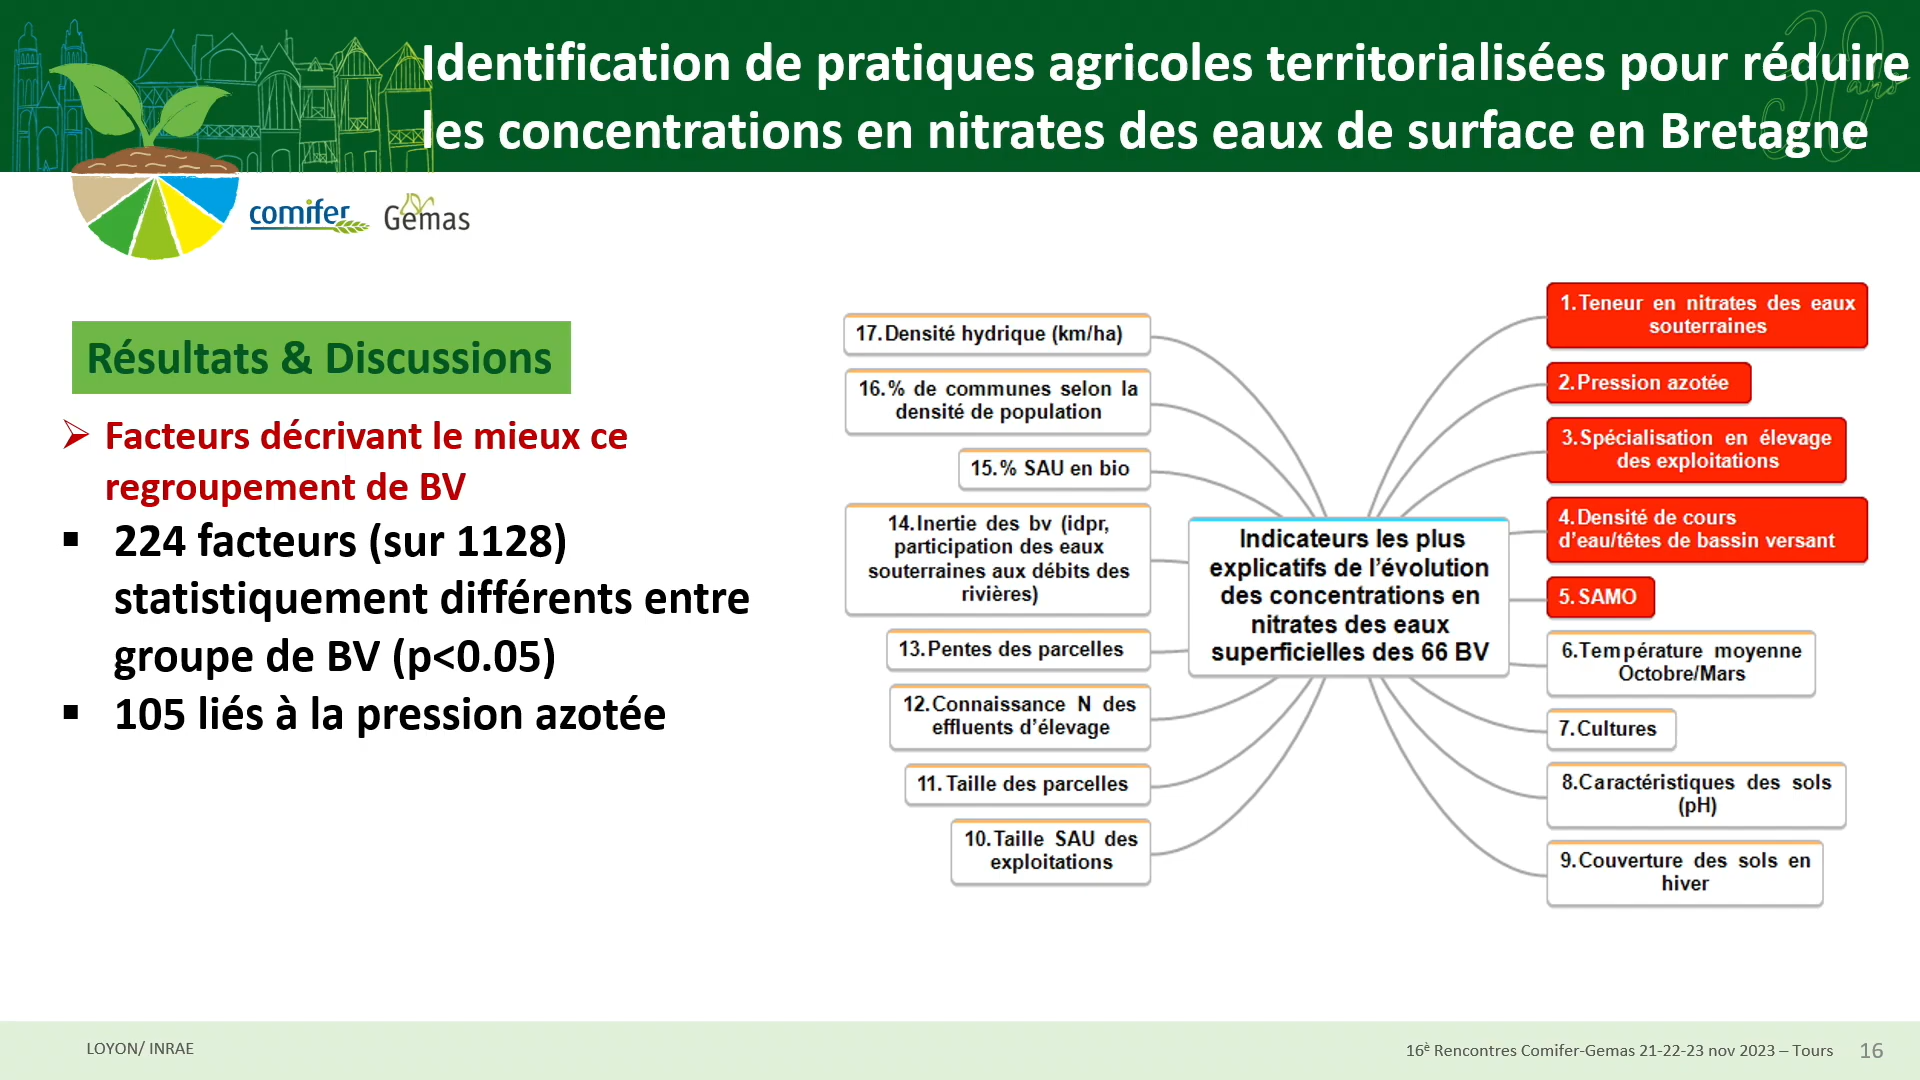 Identification de pratiques agricoles territorialisées pour réduire
les concentrations en nitrates des eaux de surface en Bretagne
30 ans
comifer Gemas
Résultats & Discussions
Facteurs décrivant le mieux ce
regroupement de BV
224 facteurs (sur 1128)
statistiquement différents entre
groupe de BV (p<0.05)
105 liés à la pression azotée
17.Densité hydrique (km/ha)
16.% de communes selon la
densité de population
15.% SAU en bio
14.Inertie des bv (idpr,
participation des eaux
souterraines aux débits des
rivières)
13.Pentes des parcelles
12.Connaissance N des
effluents d'élevage
11. Taille des parcelles
10.Taille SAU des
exploitations
Indicateurs les plus
explicatifs de l'évolution
des concentrations en
nitrates des eaux
superficielles des 66 BV
1.Teneur en nitrates des eaux
souterraines
2.Pression azotée
3.Spécialisation en élevage
des exploitations
4.Densité de cours
d'eau/têtes de bassin versant
5.SAMO
6.Température moyenne
Octobre/Mars
7.Cultures
8.Caractéristiques des sols
(pH)
9.Couverture des sols en
hiver
LOYON/ INRAE
16è Rencontres Comifer-Gemas 21-22-23 nov 2023 – Tours
16